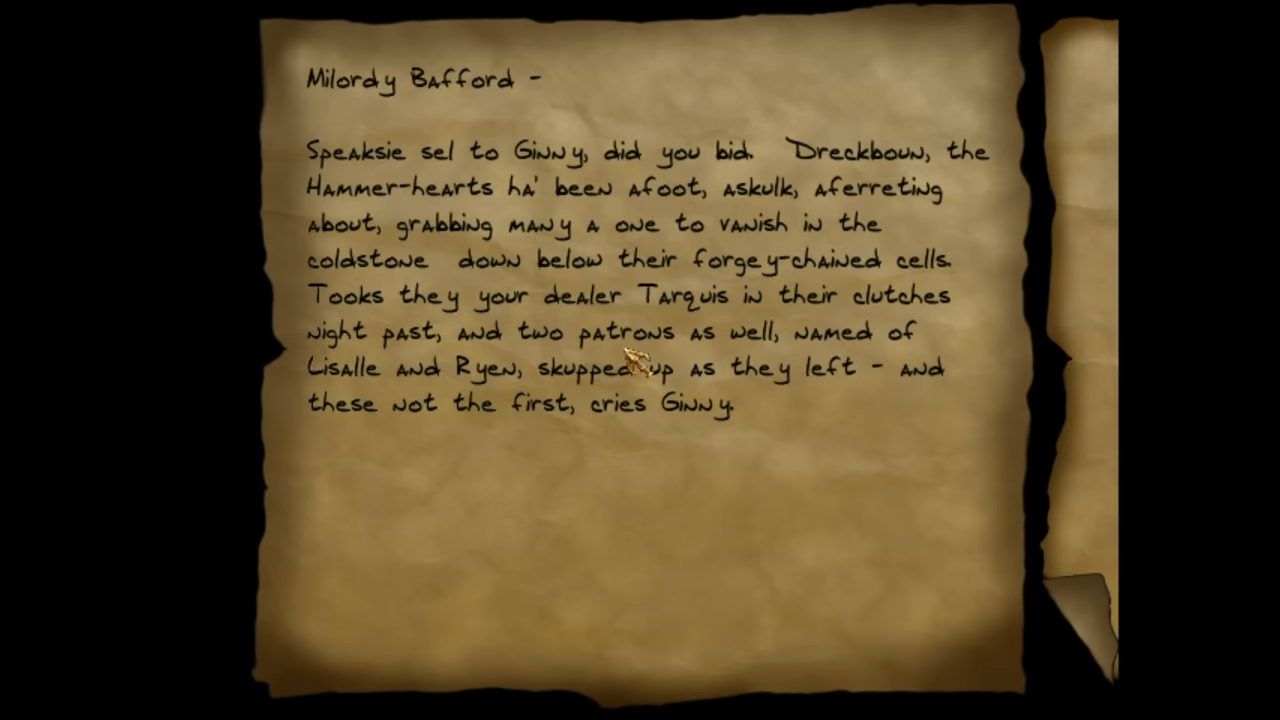 Milordy Bafford -
Speaksie sel to Ginny, did you bid. Dreckboun, the
Hammer-hearts ha' been afoot, askulk, aferreting
about, grabbing many a one to vanish in the
coldstone down below their forgey-chained cells.
Tooks they your dealer Tarquis in their clutches
night past, and two patrons as well, named of
Lisalle and Ryen, skupped up as they left - and
these not the first, cries Ginny.